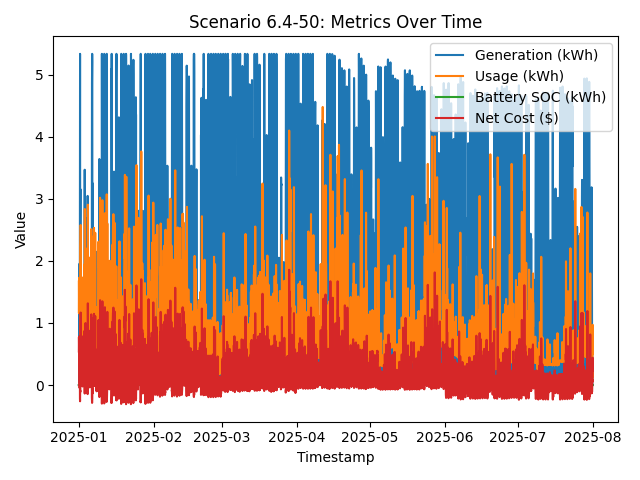 Scenario 6.4-50: Metrics Over Time
Generation (kWh)
Usage (kWh)
Battery SOC (kWh)
Net Cost ($)
Value
5
4
3
2
1
0
2025-01 2025-02 2025-03 2025-04 2025-05 2025-06 2025-07 2025-08
Timestamp